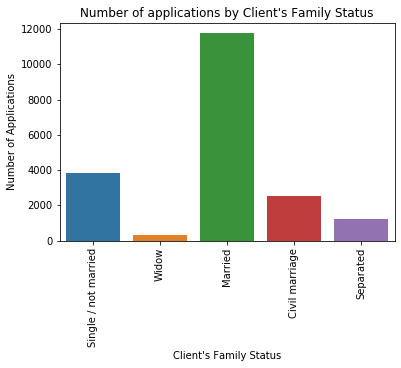 Number of applications by Client's Family Status
Number of Applications
12000
10000
8000
6000
4000
2000
0
Single / not married
Widow
Married
Civil marriage
Separated
Client's Family Status